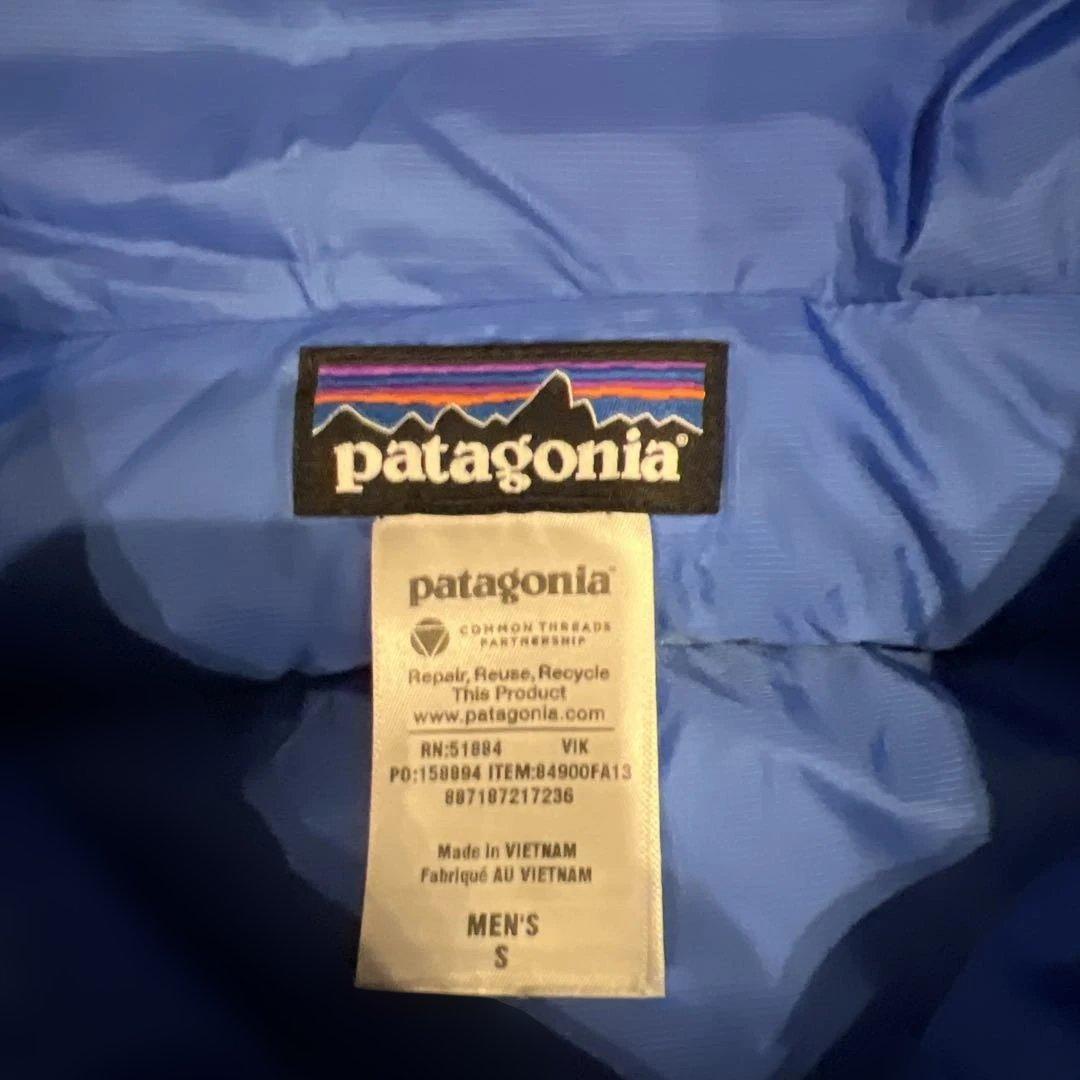 patagonia®
patagonia
COMMON THREADS
PARTNERSHIP
Repair, Reuse, Recycle
This Product
www.patagonia.com
RN:51884 VIK
PO:158894 ITEM:84900FA13
887187217236
Made in VIETNAM
Fabriqué AU VIETNAM
MEN'S
S